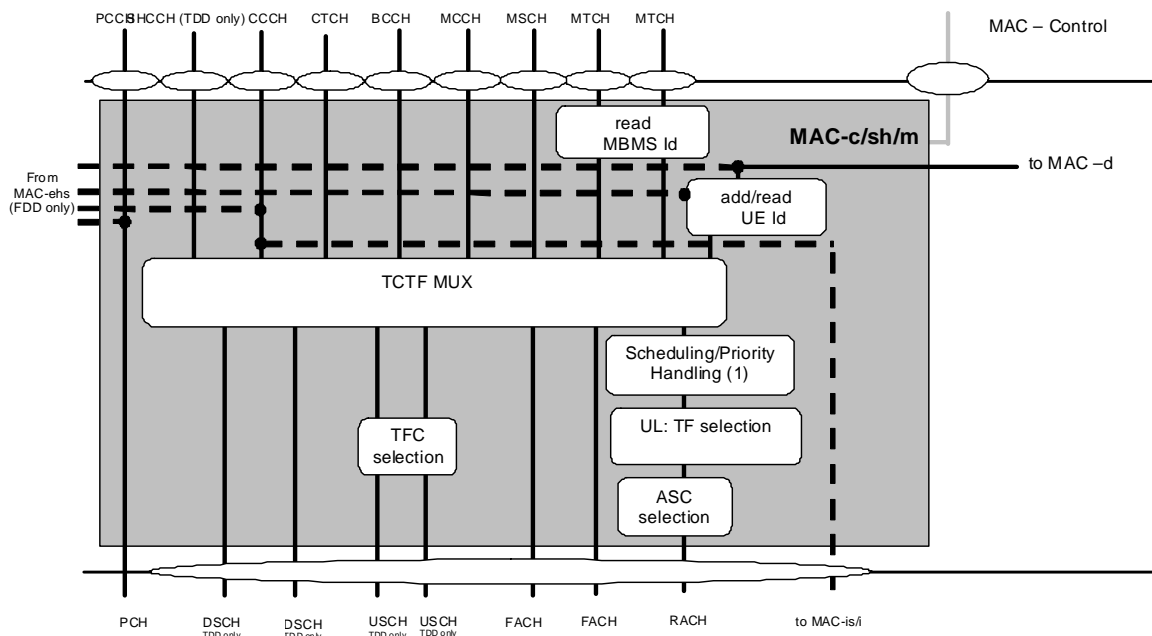 PCCH SHCCH (TDD only) CCCH CTCH BCCH MCCH MSCH MTCH MTCH
MAC – Control
read
MBMS Id
MAC-c/sh/m
From
MAC-ehs
(FDD only)
to MAC –d
add/read
UE Id
TCTF MUX
Scheduling/Priority
Handling (1)
UL: TF selection
TFC
selection
ASC
selection
PCH DSCH DSCH USCH USCH FACH FACH RACH to MAC-is/i
TDD only TDD only TDD only TDD only